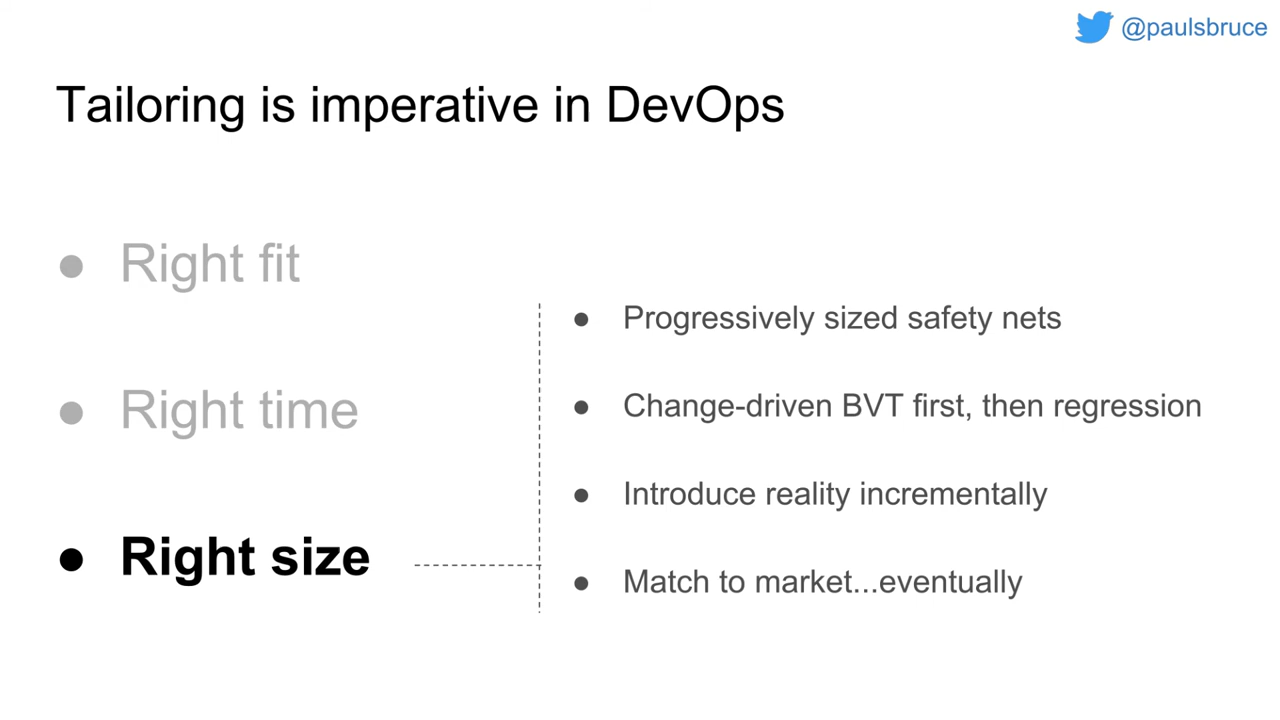 @paulsbruce
Tailoring is imperative in DevOps
● Right fit
● Right time
● Right size
● Progressively sized safety nets
● Change-driven BVT first, then regression
● Introduce reality incrementally
● Match to market...eventually